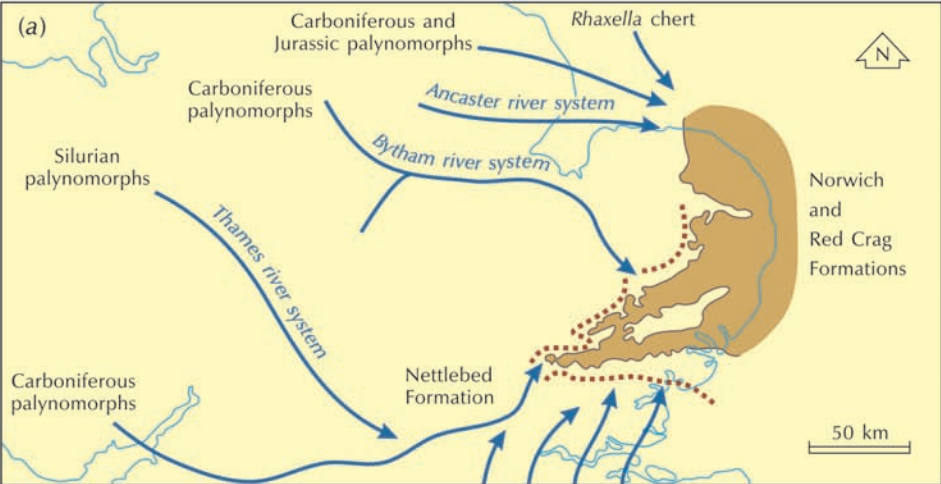 (a)
Carboniferous and
Jurassic palynomorphs
Rhaxella chert
N
Carboniferous
palynomorphs
Ancaster river system
Bytham river system
Silurian
palynomorphs
Thames river system
Norwich
and
Red Crag
Formations
Carboniferous
palynomorphs
Nettlebed
Formation
50 km